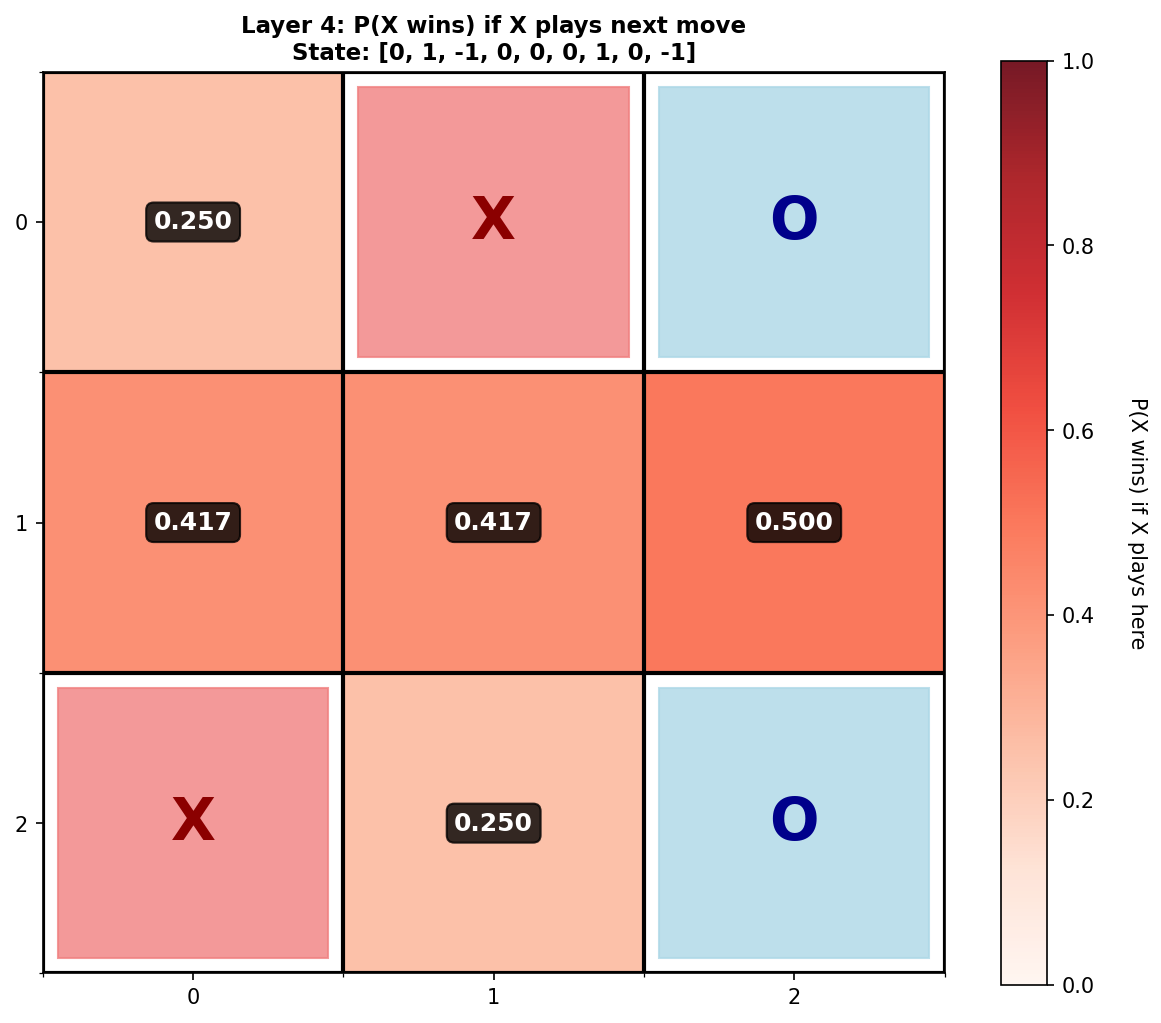 Layer 4: P(X wins) if X plays next move
State: [0, 1, -1, 0, 0, 0, 1, 0, -1]
0
0.250
X
O
1
0.417
0.417
0.500
2
X
0.250
O
0
1
2
1.0
0.8
0.6
0.4
0.2
0.0
P(X wins) if X plays here